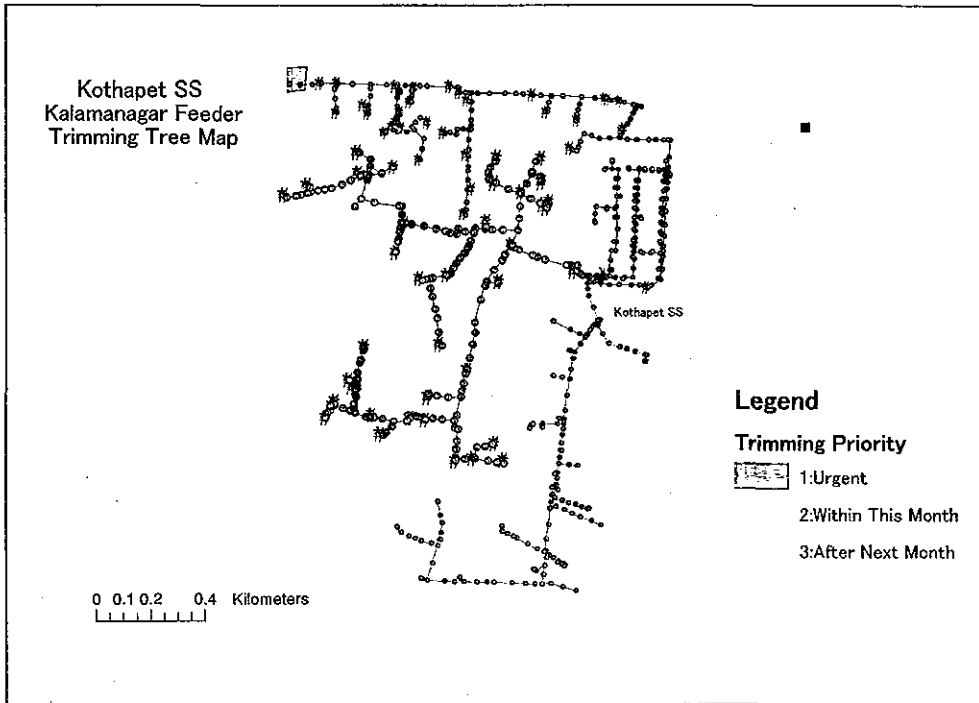 Kothapet SS
Kalamanagar Feeder
Trimming Tree Map
Kothapet SS
Legend
Trimming Priority
1:Urgent
2:Within This Month
3:After Next Month
0 0.1 0.2 0.4 Kilometers